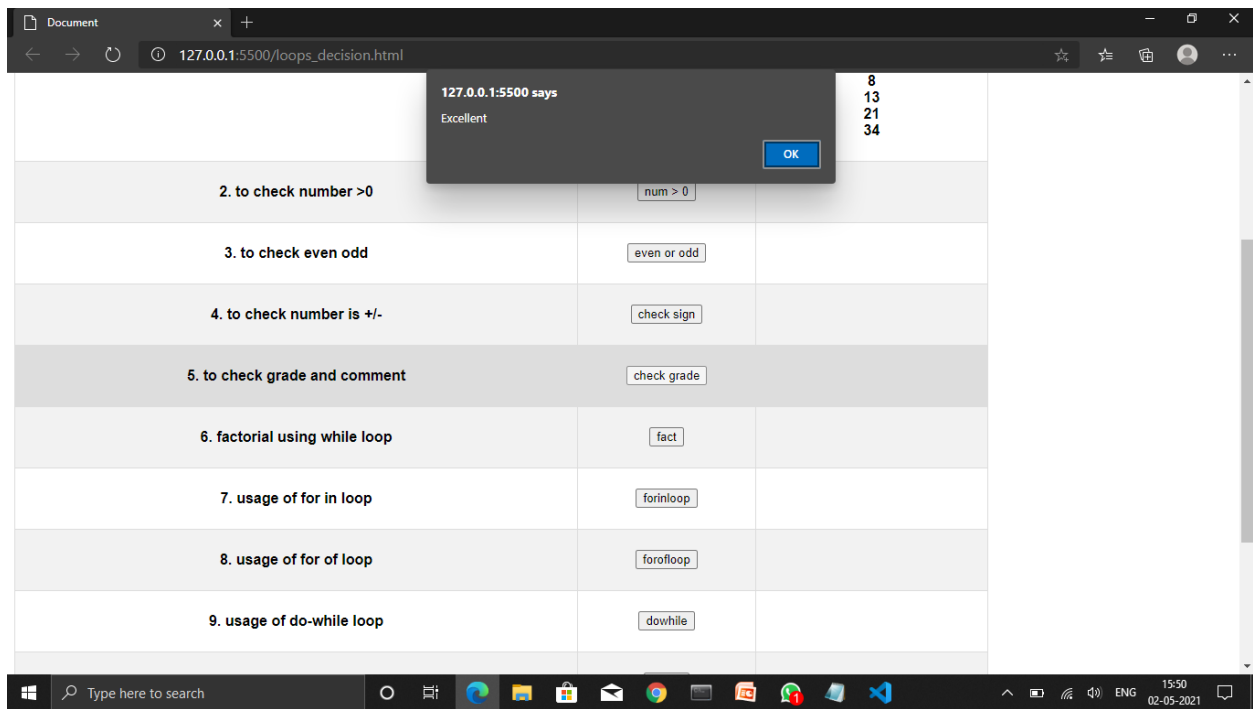 Document
127.0.0.1:5500/loops_decision.html
127.0.0.1:5500 says
Excellent
OK
8
13
21
34
2. to check number >0
num > 0
3. to check even odd
even or odd
4. to check number is +/-
check sign
5. to check grade and comment
check grade
6. factorial using while loop
fact
7. usage of for in loop
forinloop
8. usage of for of loop
forofloop
9. usage of do-while loop
dowhile
Type here to search
1
ENG
15:50
02-05-2021